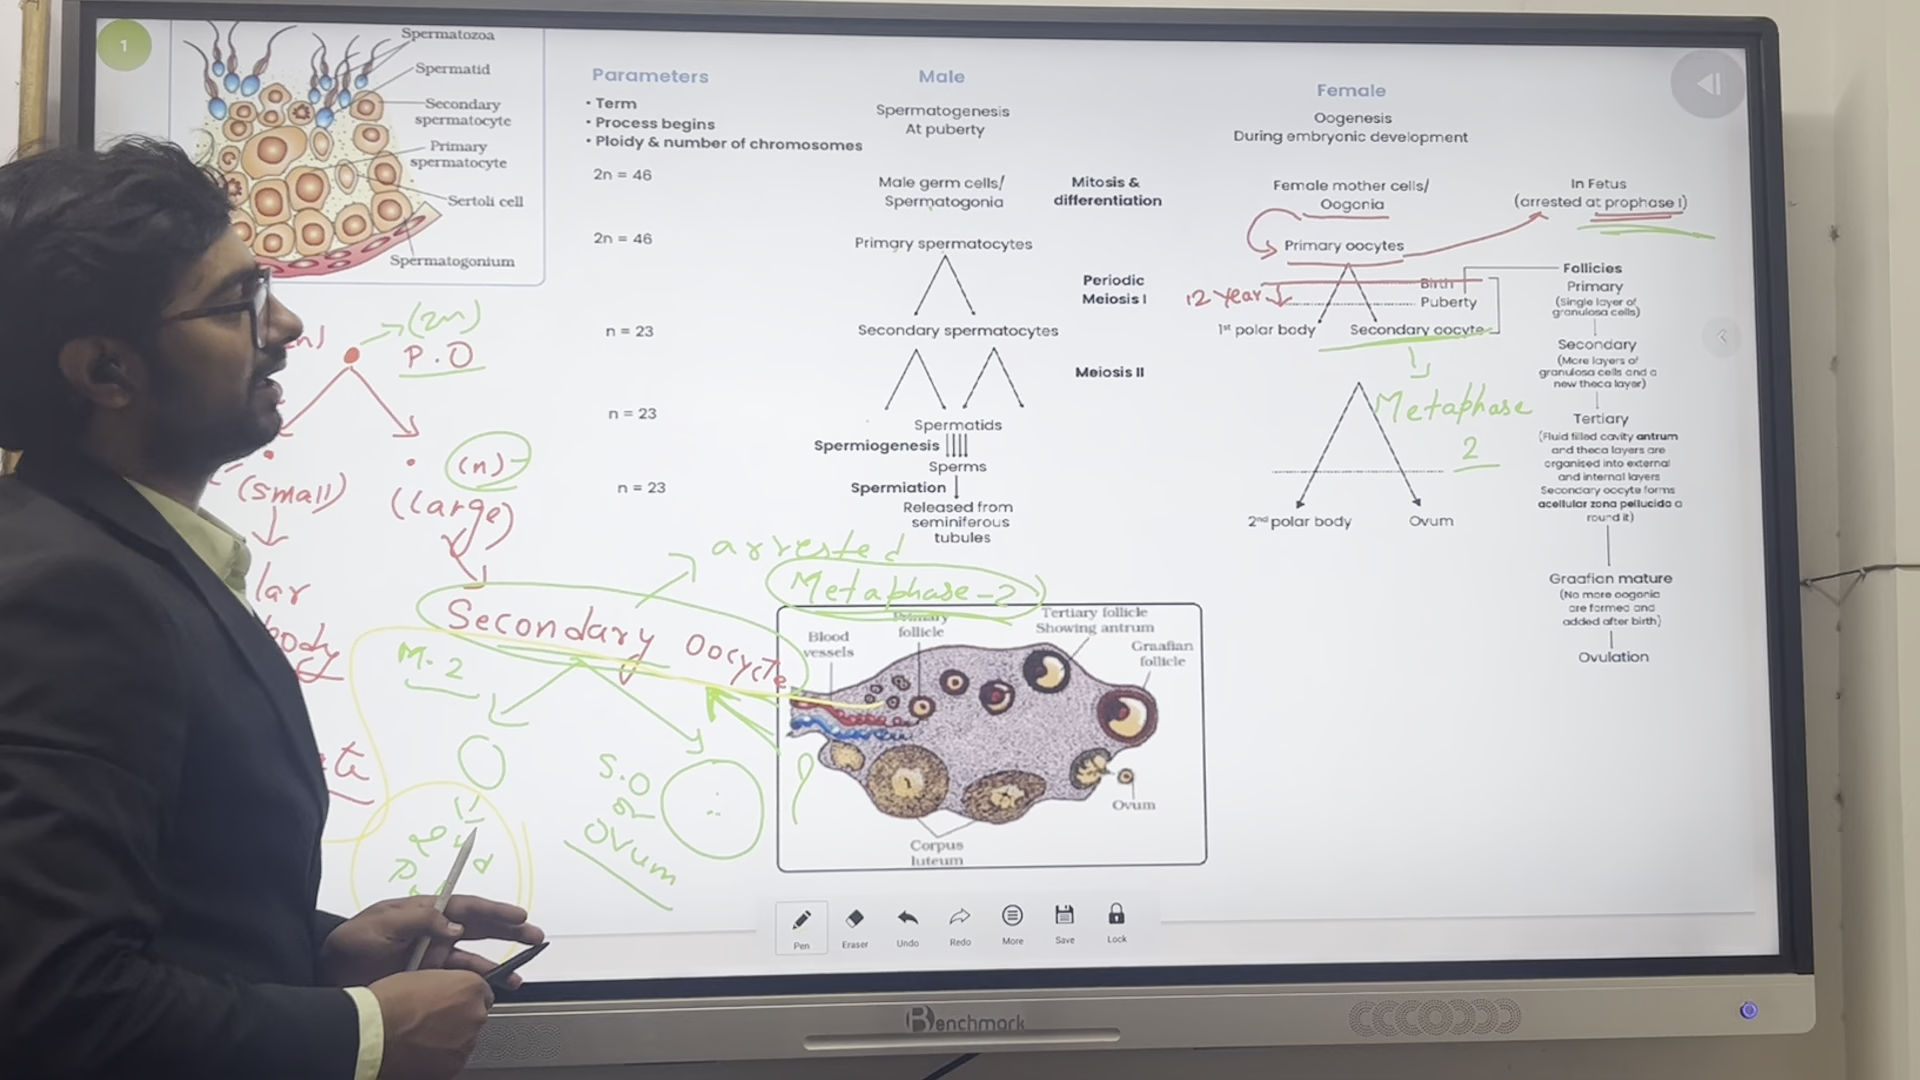 1
Spermatozoa
Spermatid
Secondary
spermatocyte
Primary
spermatocyte
Sertoli cell
Spermatogonium
Parameters
• Term
• Process begins
• Ploidy & number of chromosomes
2n = 46
2n = 46
n = 23
n = 23
n = 23
Male
Spermatogenesis
At puberty
Male germ cells/
Spermatogonia
Primary spermatocytes
Secondary spermatocytes
Spermatids
Spermiogenesis
Sperms
Spermiation
Released from
seminiferous
tubules
Mitosis &
differentiation
Periodic
Meiosis I
Meiosis II
Female
Oogenesis
During embryonic development
Female mother cells/
Oogonia
Primary oocytes
12 year
Birth
Puberty
1st polar body
Secondary oocyte
Metaphase
2
2nd polar body
Ovum
In Fetus
(arrested at prophase I)
Follicies
Primary
(Single layer of
granulosa cells)
Secondary
(More layers of
granulosa cells and a
new theca layer)
Tertiary
(Fluid filled cavity antrum
and theca layers are
organised into external
and internal layers
Secondary oocyte forms
acellular zona pellucida a
round it)
Graafian mature
(No more oogonia
are formed and
added after birth)
Ovulation
(2n)
P.O
(n)
(small)
(large)
lar
body
Secondary Oocyte
arrested
Metaphase-2
M-2
S.O
or
Ovum
Blood
vessels
Primary
follicle
Tertiary follicle
Showing antrum
Graafian
follicle
Ovum
Corpus
luteum
Pen
Eraser
Undo
Redo
More
Save
Lock
Benchmark